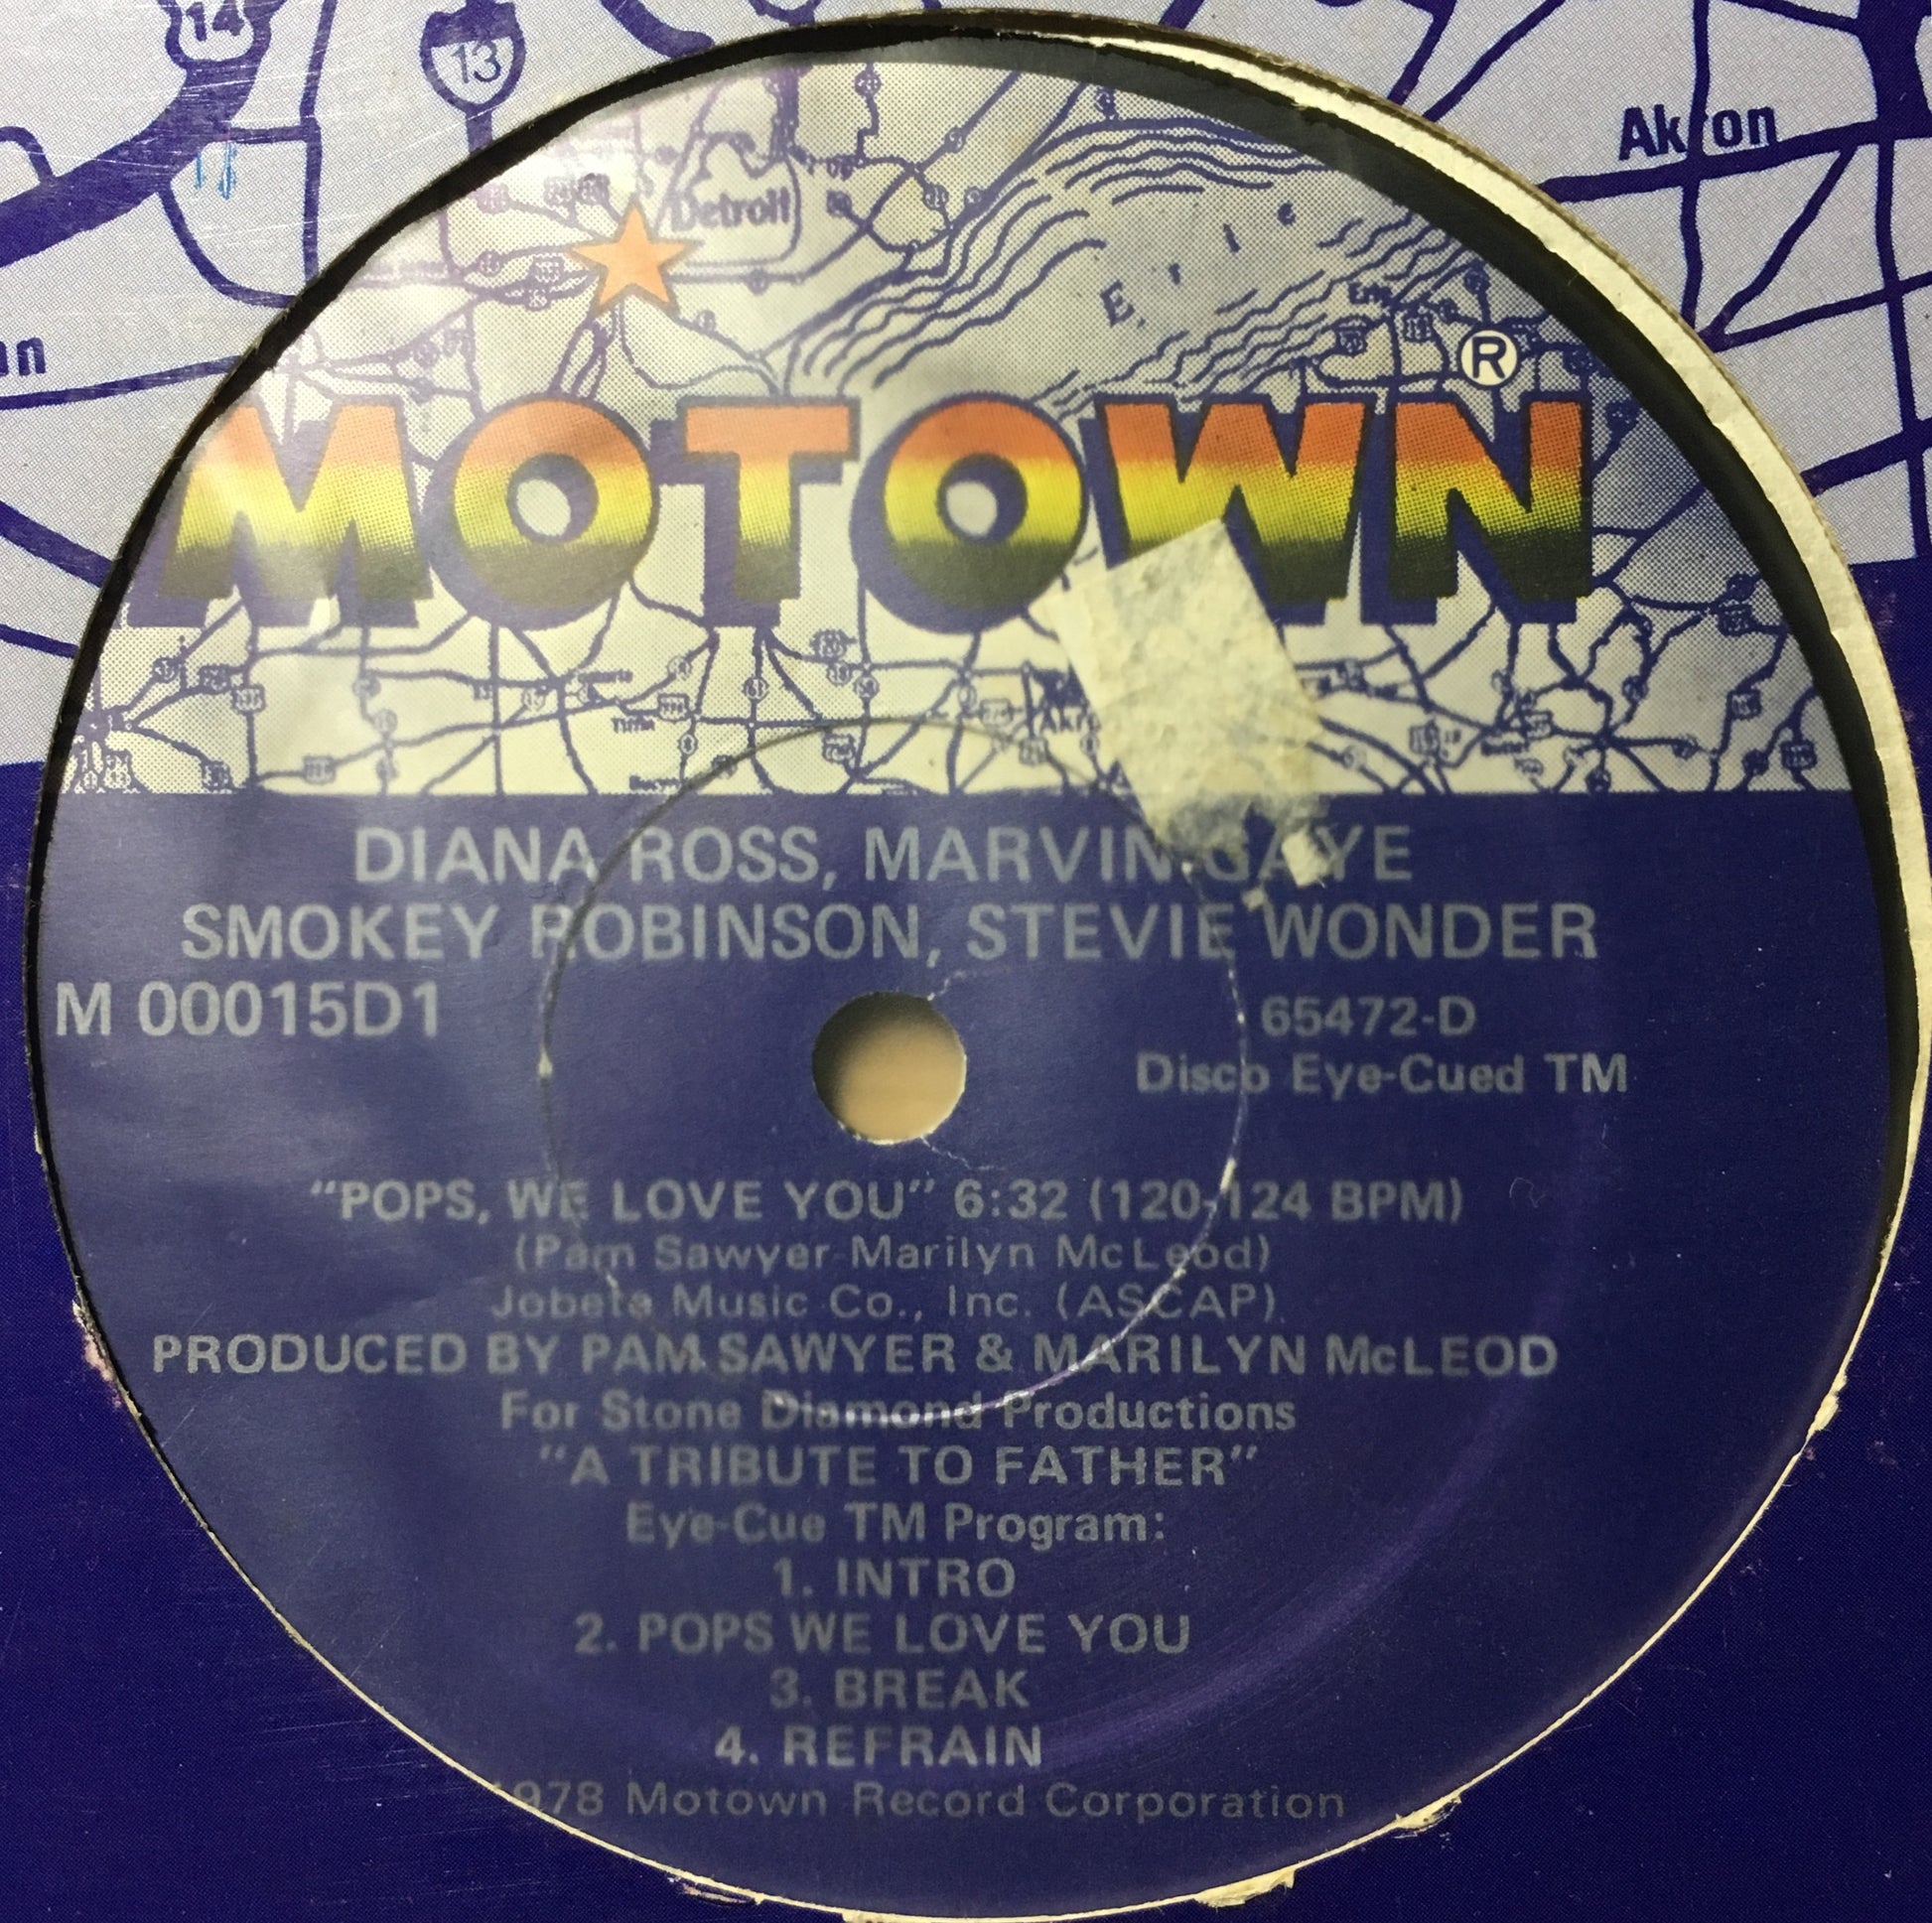 14
13
Akron
Detroit
Erie
®
MOTOWN
DIANA ROSS, MARVIN GAYE
SMOKEY ROBINSON, STEVIE WONDER
M 00015D1
65472-D
Disco Eye-Cued TM
"POPS, WE LOVE YOU" 6:32 (120-124 BPM)
(Pam Sawyer-Marilyn McLeod)
Jobete Music Co., Inc. (ASCAP)
PRODUCED BY PAM SAWYER & MARILYN McLEOD
For Stone Diamond Productions
"A TRIBUTE TO FATHER"
Eye-Cue TM Program:
1. INTRO
2. POPS WE LOVE YOU
3. BREAK
4. REFRAIN
1978 Motown Record Corporation